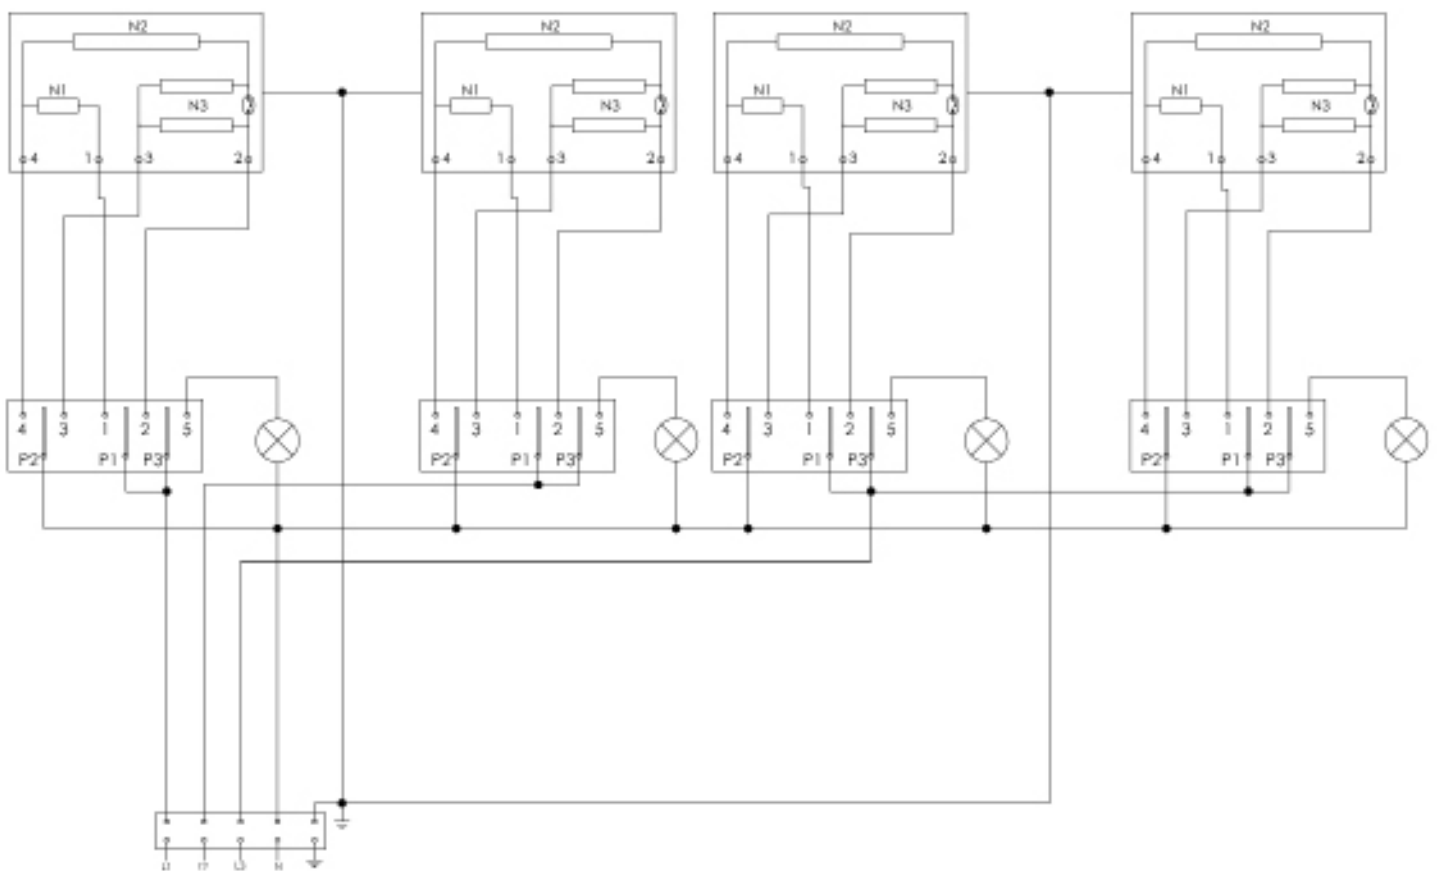 N2 N2 N2 N2
N1 N3 N1 N3 N1 N3 N1 N3
4 1 3 2 4 1 3 2 4 1 3 2 4 1 3 2
4 3 1 2 5 4 3 1 2 5 4 3 1 2 5 4 3 1 2 5
P2 P1 P3 P2 P1 P3 P2 P1 P3 P2 P1 P3
L1 L3 N